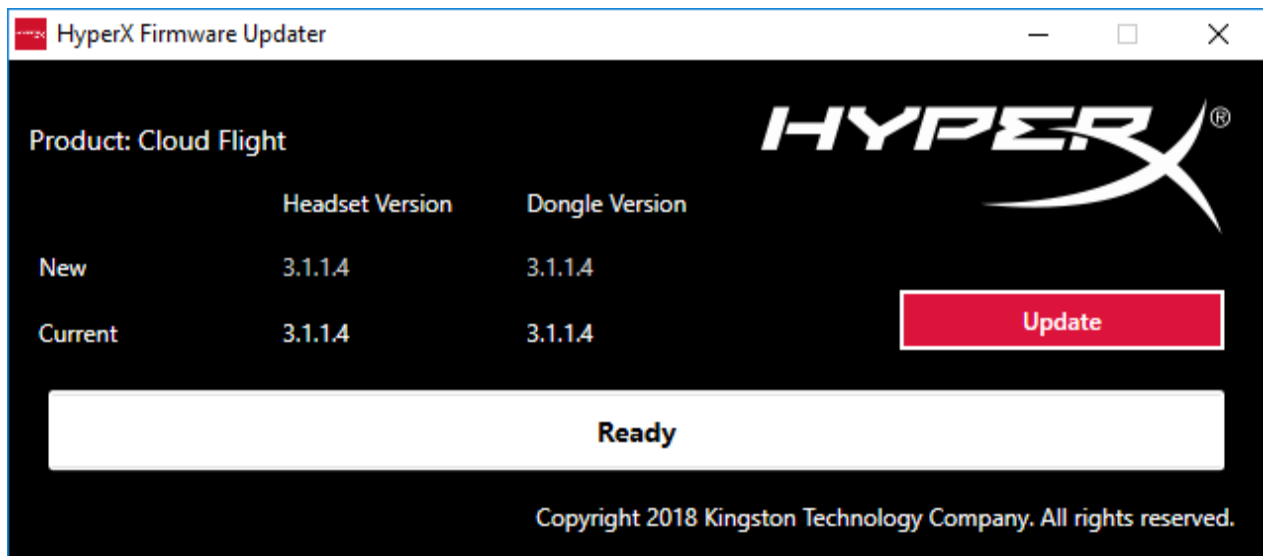 HyperX Firmware Updater
HYPERX®
Product: Cloud Flight
Headset Version Dongle Version
New 3.1.1.4 3.1.1.4
Current 3.1.1.4 3.1.1.4
Update
Ready
Copyright 2018 Kingston Technology Company. All rights reserved.